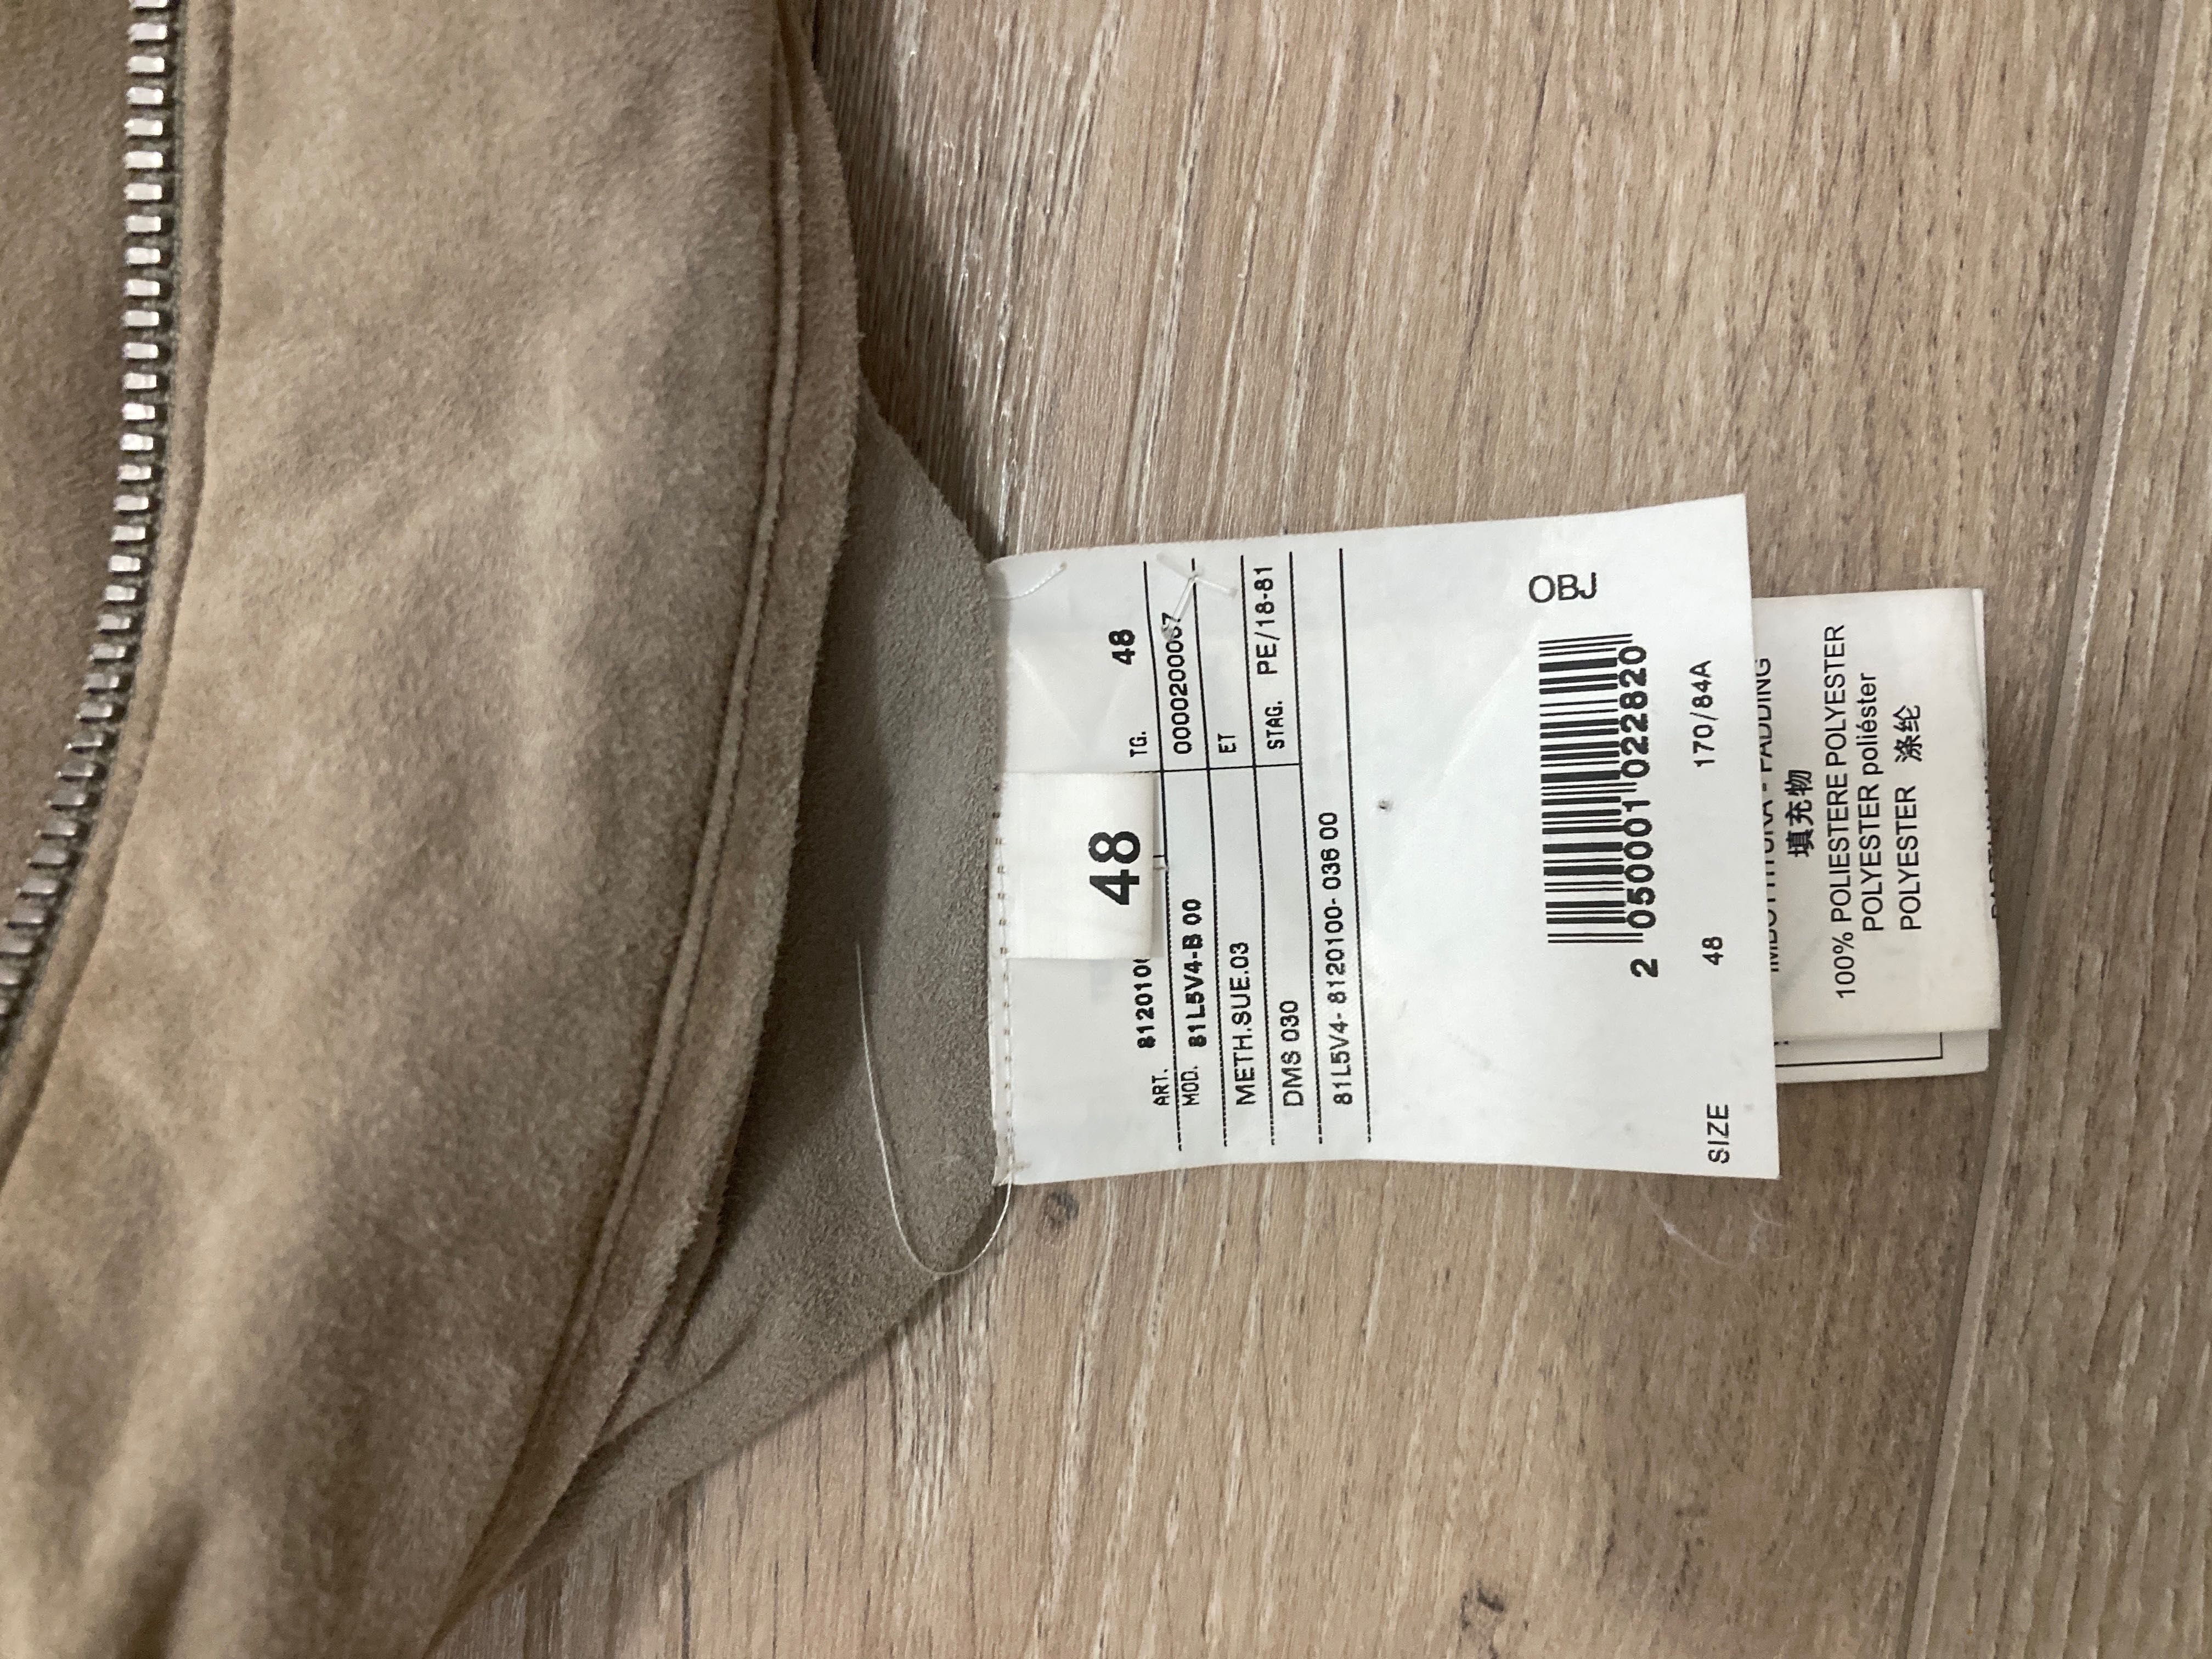 48
TG. 48
ART. 812010
MOD. 81L5V4-B 00
METH.SUE.03 ET
DMS 030 STAG. PE/18-81
81L5V4- 8120100- 036 00
OBJ
2 050001 022820
SIZE 48 170/84A
PADDING
填充物
100% POLIESTERE POLYESTER
POLYESTER poliéster
POLYESTER 涤纶